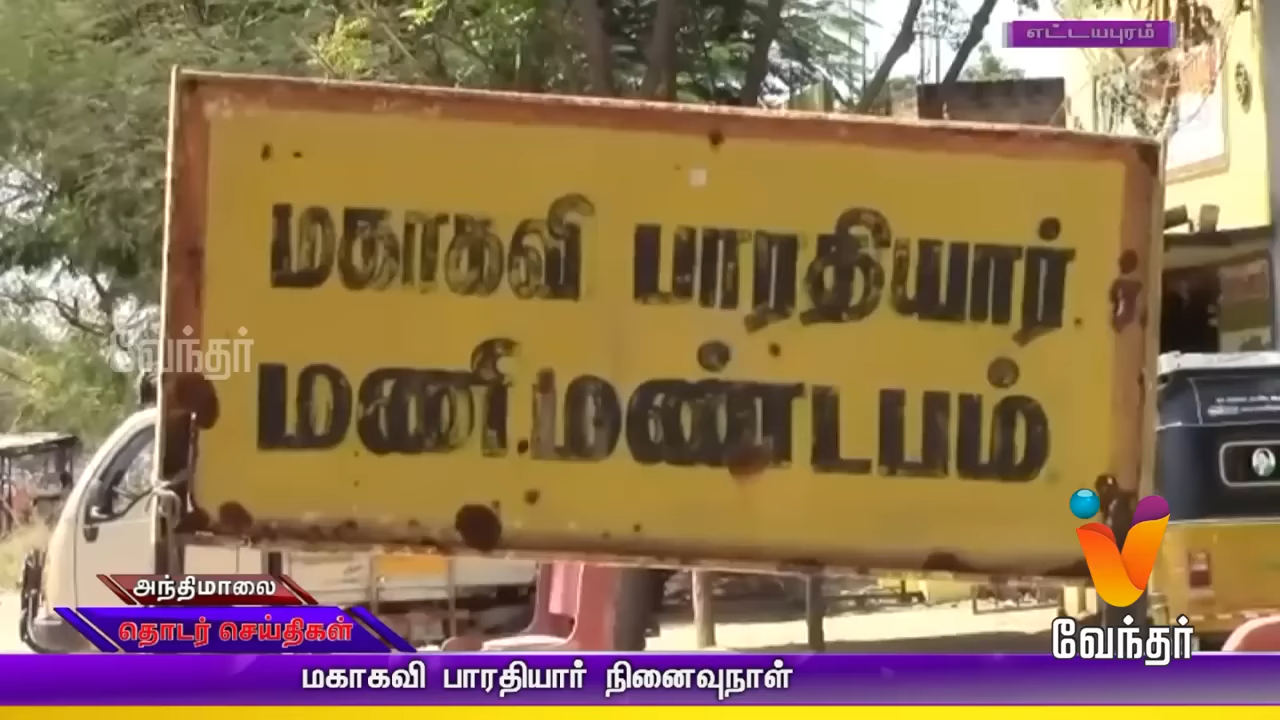 எட்டயபுரம்
மகாகவி பாரதியார்
மணிமண்டபம்
வேந்தர்
அந்திமாலை
தொடர் செய்திகள்
வேந்தர்
மகாகவி பாரதியார் நினைவுநாள்